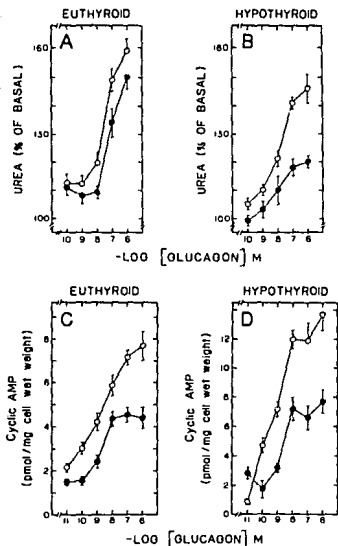 EUTHYROID
HYPOTHYROID
A
B
UREA (% OF BASAL)
160
130
100
10 9 8 7 6
UREA (% OF BASAL)
160
130
100
10 9 8 7 6
-LOG [GLUCAGON] M
EUTHYROID
HYPOTHYROID
C
D
Cyclic AMP
(pmol/mg cell wet weight)
8
6
4
2
0
11 10 9 8 7 6
Cyclic AMP
(pmol/mg cell wet weight)
12
10
8
6
4
2
0
11 10 9 8 7 6
-LOG [GLUCAGON] M